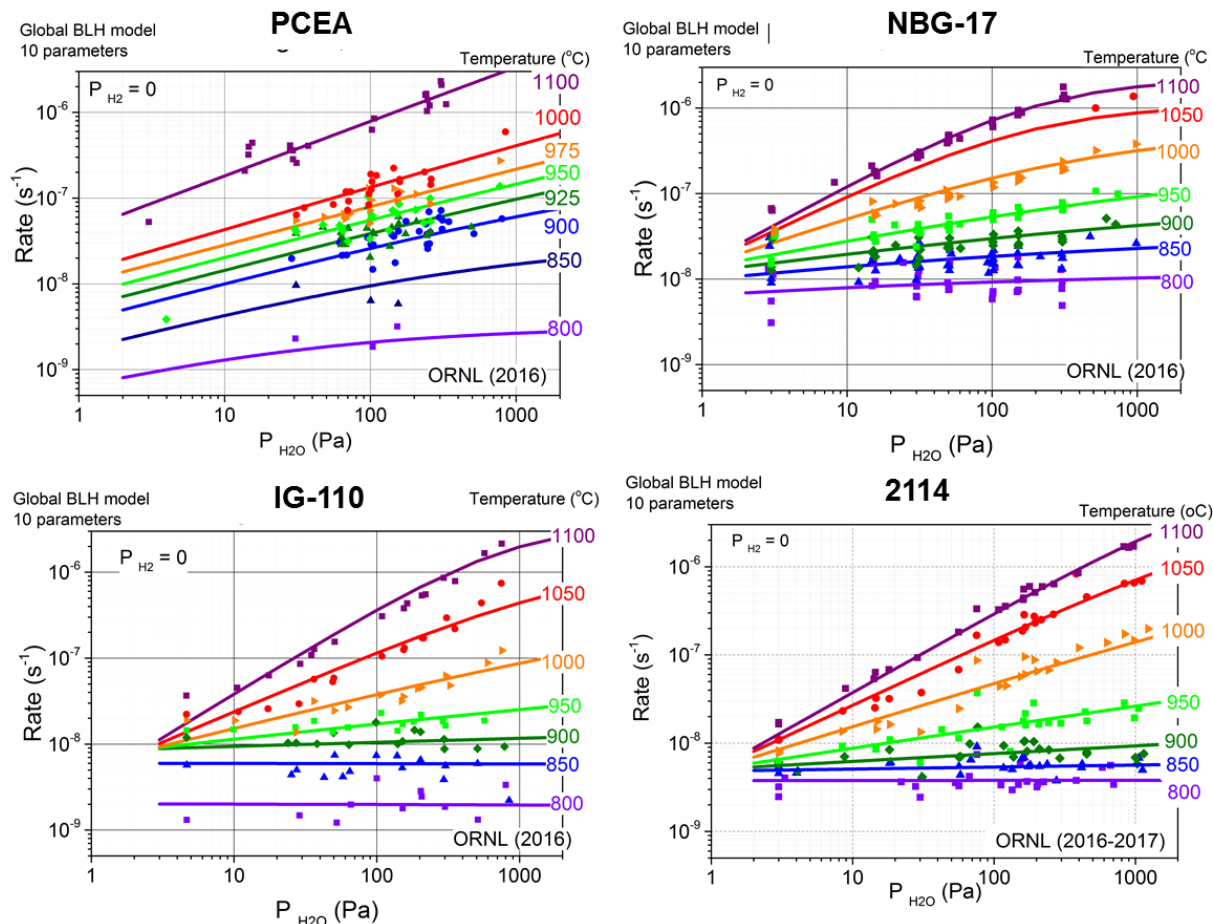 PCEA
Global BLH model
10 parameters
Temperature (°C)
P H2 = 0
1100
1000
975
950
925
900
850
800
10⁻⁶
10⁻⁷
10⁻⁸
10⁻⁹
Rate (s⁻¹)
ORNL (2016)
1 10 100 1000
P H2O (Pa)
NBG-17
Global BLH model
10 parameters
Temperature (°C)
P H2 = 0
1100
1050
1000
950
900
850
800
10⁻⁶
10⁻⁷
10⁻⁸
10⁻⁹
Rate (s⁻¹)
ORNL (2016)
1 10 100 1000
P H2O (Pa)
IG-110
Global BLH model
10 parameters
Temperature (°C)
P H2 = 0
1100
1050
1000
950
900
850
800
10⁻⁶
10⁻⁷
10⁻⁸
10⁻⁹
Rate (s⁻¹)
ORNL (2016)
1 10 100 1000
P H2O (Pa)
2114
Global BLH model
10 parameters
Temperature (oC)
P H2 = 0
1100
1050
1000
950
900
850
800
10⁻⁶
10⁻⁷
10⁻⁸
10⁻⁹
Rate (s⁻¹)
ORNL (2016-2017)
1 10 100 1000
P H2O (Pa)